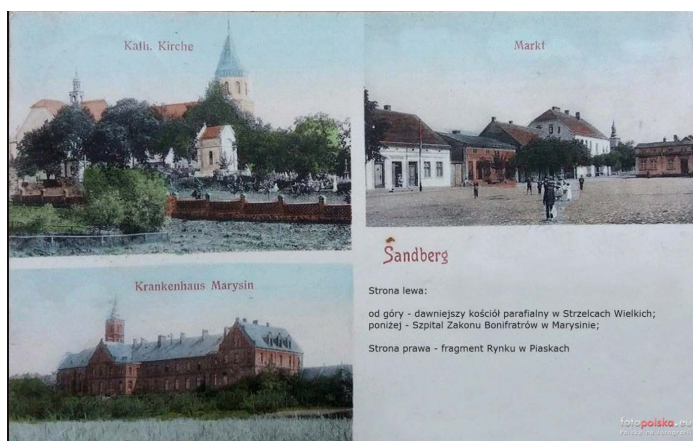 Kath. Kirche
Markt
Sandberg
Krankenhaus Marysin
Strona lewa:
od góry - dawniejszy kościół parafialny w Strzelcach Wielkich;
poniżej - Szpital Zakonu Bonifratrów w Marysinie;
Strona prawa - fragment Rynku w Piaskach
fotopolska.eu